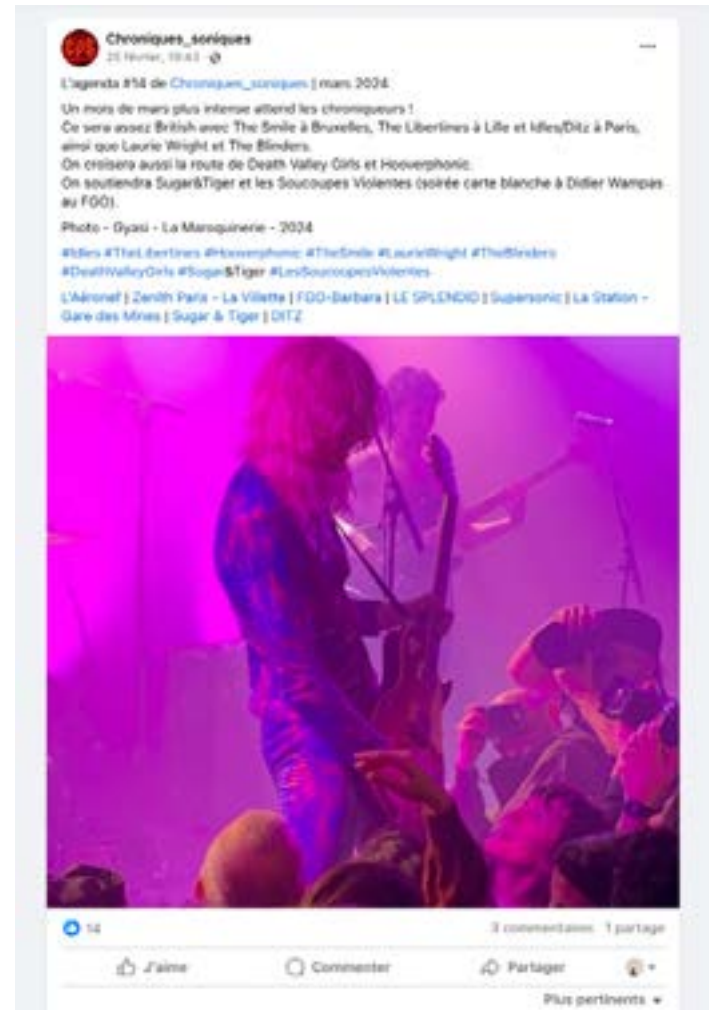 Chroniques_soniques
25 février, 19:43
L'agenda #14 de Chroniques_soniques | mars 2024
Un mois de mars plus intense attend les chroniqueurs !
Ce sera assez British avec The Smile à Bruxelles, The Libertines à Lille et Idles/Ditz à Paris,
ainsi que Laurie Wright et The Blinders.
On croisera aussi la route de Death Valley Girls et Hooverphonic.
On soutiendra Sugar&Tiger et les Soucoupes Violentes (soirée carte blanche à Didier Wampas
au FGO).
Photo - Gyasi - La Maroquinerie - 2024
#Idles #TheLibertines #Hooverphonic #TheSmile #LaurieWright #TheBlinders
#DeathValleyGirls #Sugar&Tiger #LesSoucoupesViolentes
L'Aéronef | Zenith Paris - La Villette | FGO-Barbara | LE SPLENDID | Supersonic | La Station -
Gare des Mines | Sugar & Tiger | DITZ
14
3 commentaires 1 partage
J'aime Commenter Partager
Plus pertinents